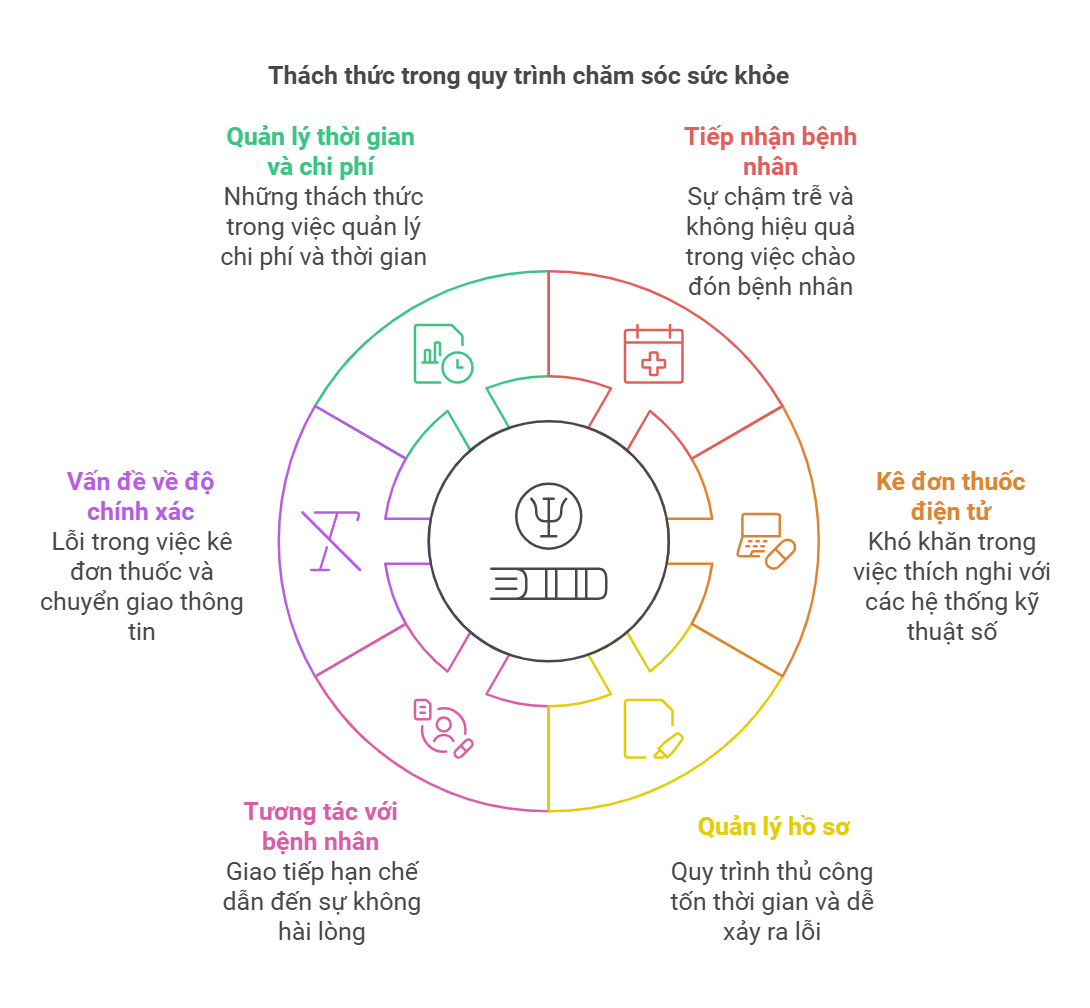 Thách thức trong quy trình chăm sóc sức khỏe
Quản lý thời gian
và chi phí
Những thách thức
trong việc quản lý
chi phí và thời gian
Tiếp nhận bệnh
nhân
Sự chậm trễ và
không hiệu quả
trong việc chào
đón bệnh nhân
Vấn đề về độ
chính xác
Lỗi trong việc kê
đơn thuốc và
chuyển giao thông
tin
Kê đơn thuốc
điện tử
Khó khăn trong
việc thích nghi với
các hệ thống kỹ
thuật số
Tương tác với
bệnh nhân
Giao tiếp hạn chế
dẫn đến sự không
hài lòng
Quản lý hồ sơ
Quy trình thủ công
tốn thời gian và dễ
xảy ra lỗi